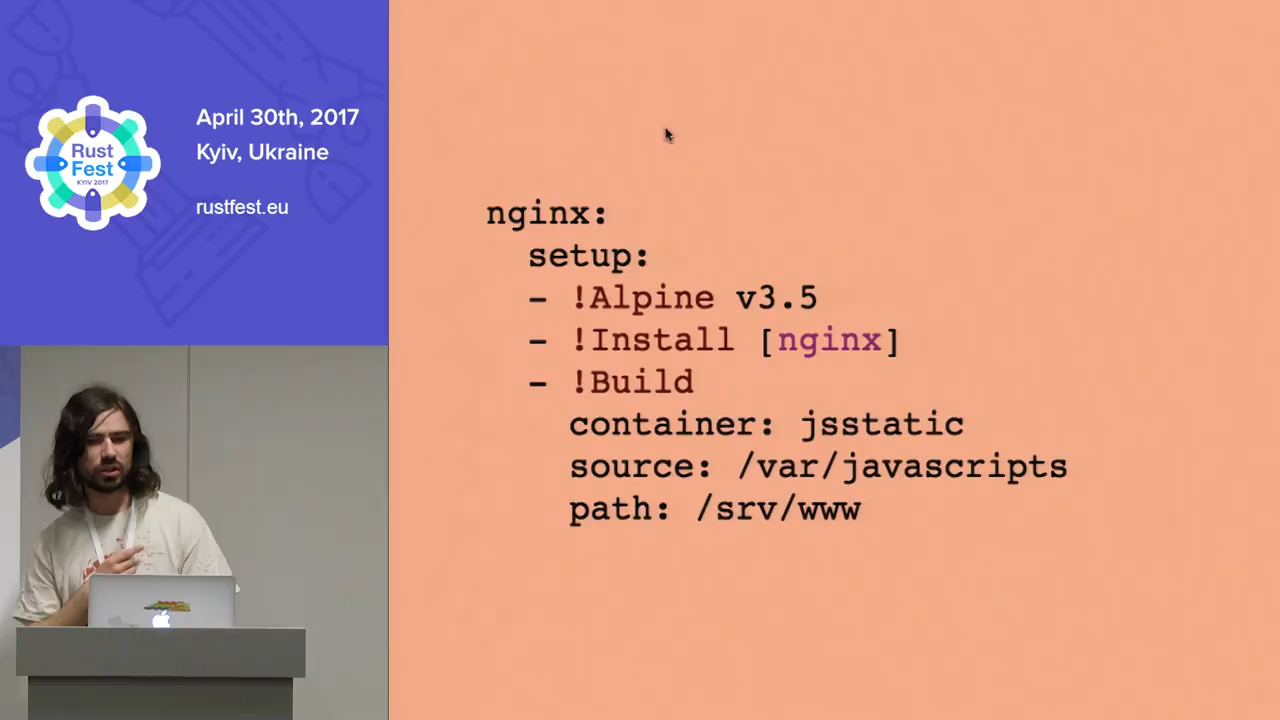 April 30th, 2017
Kyiv, Ukraine
rustfest.eu
Rust
Fest
KYIV 2017
nginx:
  setup:
  - !Alpine v3.5
  - !Install [nginx]
  - !Build
    container: jsstatic
    source: /var/javascripts
    path: /srv/www